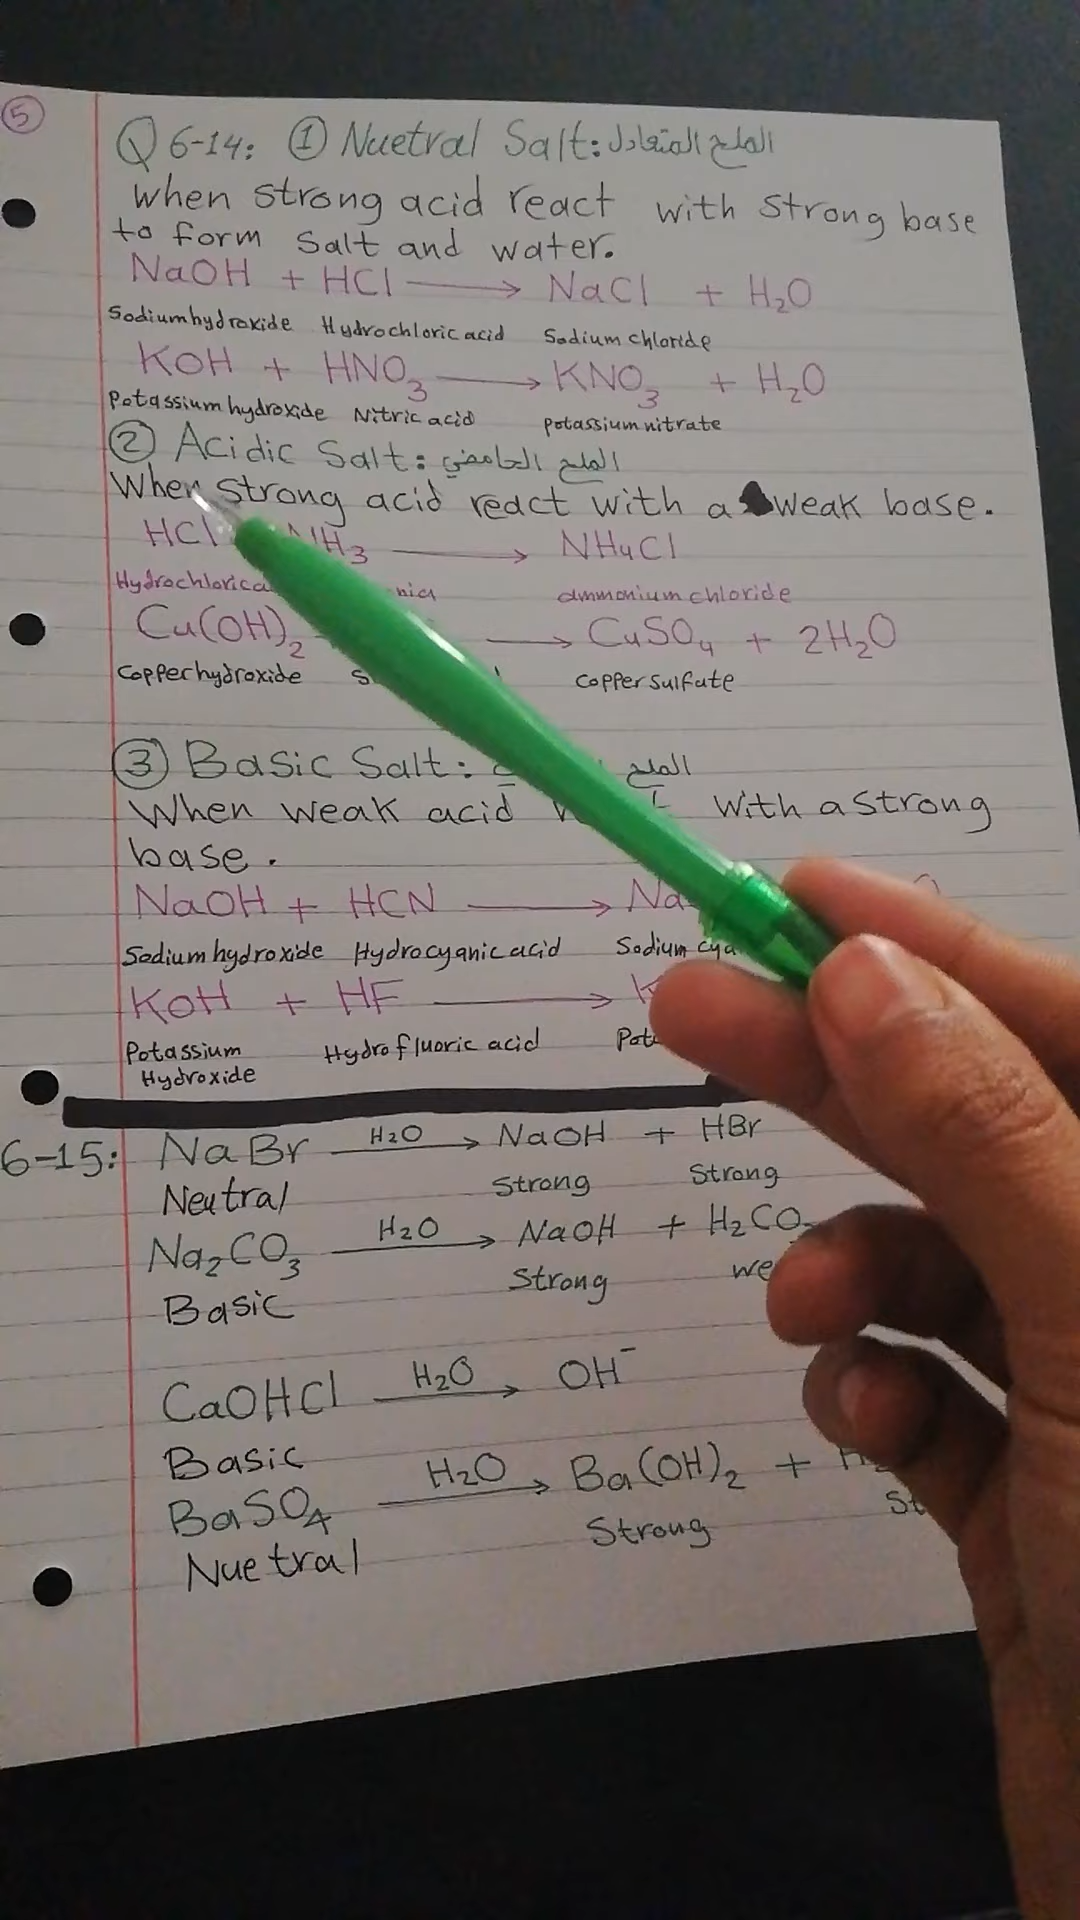 5
Q 6-14: ① Nuetral Salt: الملح المتعادل
when strong acid react with strong base
to form salt and water.
NaOH + HCl ⟶ NaCl + H₂O
Sodiumhydroxide Hydrochloric acid Sodium chloride
KOH + HNO₃ ⟶ KNO₃ + H₂O
Potassium hydroxide Nitric acid potassium nitrate
② Acidic Salt: الملح الحامضي
When strong acid react with a weak base.
HCl NH₃ ⟶ NH₄Cl
ammonium chloride
Cu(OH)₂ ⟶ CuSO₄ + 2H₂O
Copper hydroxide copper sulfate
③ Basic Salt: الملح
When weak acid with a strong
base.
NaOH + HCN ⟶
Sodium hydroxide Hydrocyanic acid Sodium
KOH + HF ⟶
Potassium Hydrofluoric acid
Hydroxide
6-15: NaBr H₂O ⟶ NaOH + HBr
Neutral Strong Strong
Na₂CO₃ H₂O ⟶ NaOH + H₂CO₃
Basic Strong
CaOHCl H₂O ⟶ OH⁻
Basic
BaSO₄ H₂O ⟶ Ba(OH)₂ +
Nuetral Strong